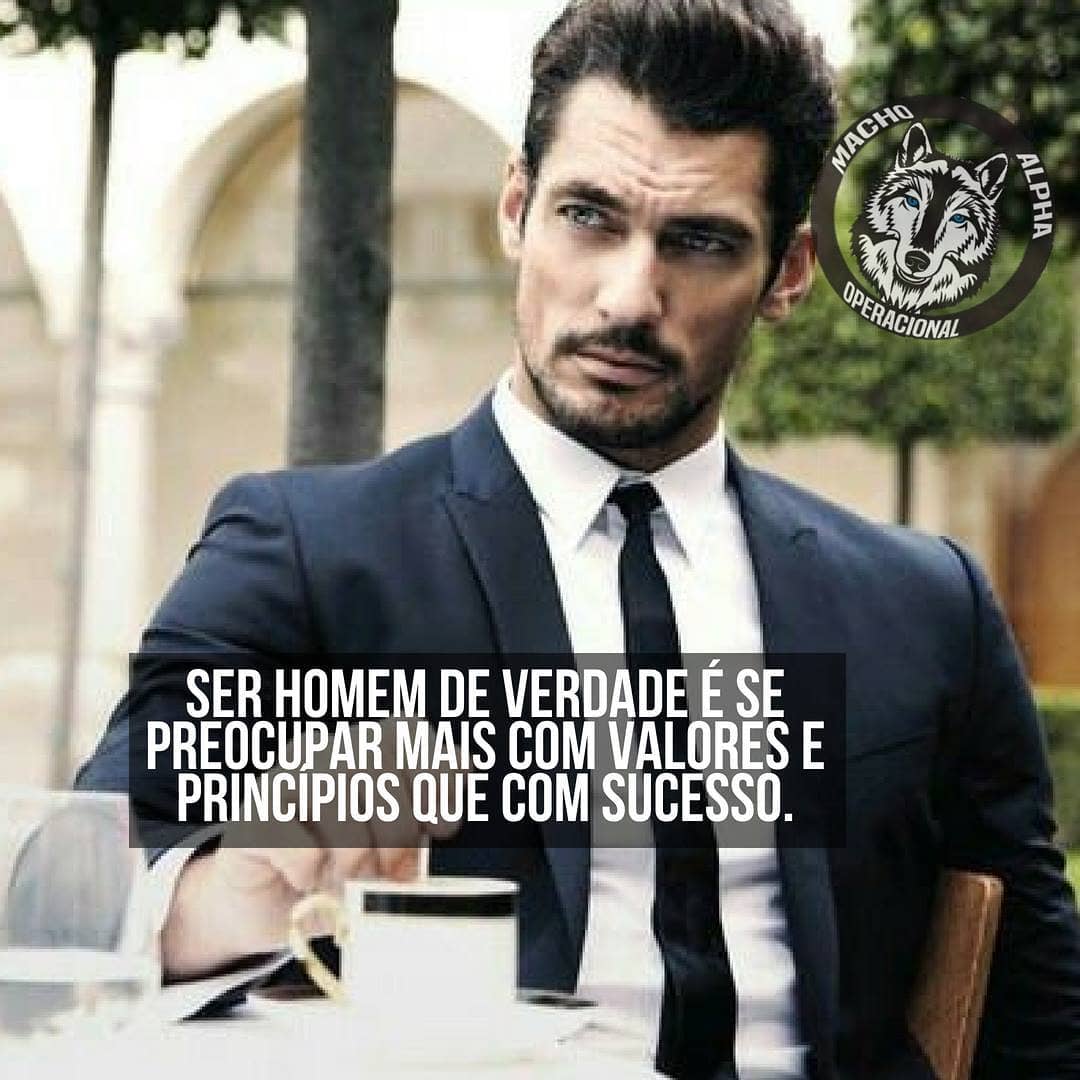 MACHO
ALPHA
OPERACIONAL
SER HOMEM DE VERDADE É SE
PREOCUPAR MAIS COM VALORES E
PRINCÍPIOS QUE COM SUCESSO.